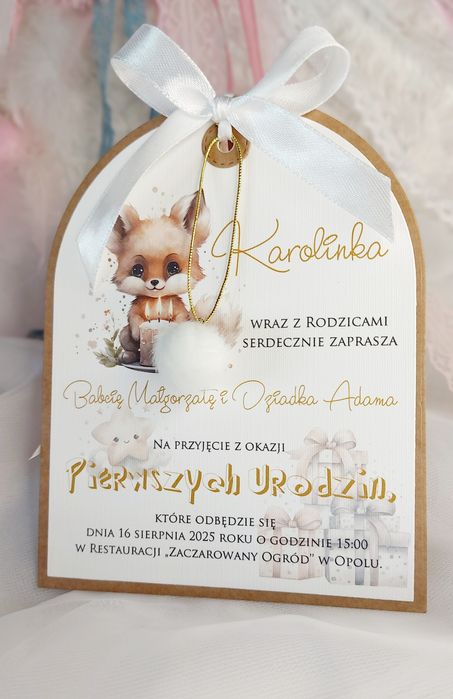 Karolinka
wraz z Rodzicami
serdecznie zaprasza
Babcię Małgorzatę i Dziadka Adama
Na przyjęcie z okazji
Pierwszych Urodzin,
które odbędzie się
dnia 16 sierpnia 2025 roku o godzinie 15:00
w Restauracji „Zaczarowany Ogród” w Opolu.